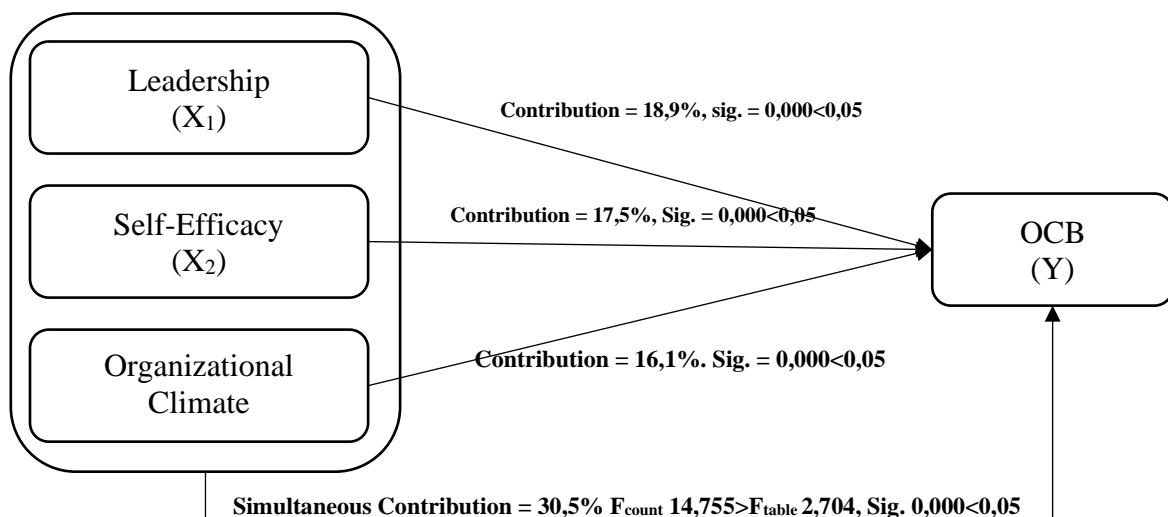 Leadership
(X₁)
Contribution = 18,9%, sig. = 0,000<0,05
Self-Efficacy
(X₂)
Contribution = 17,5%, Sig. = 0,000<0,05
OCB
(Y)
Organizational
Climate
Contribution = 16,1%. Sig. = 0,000<0,05
Simultaneous Contribution = 30,5% Fcount 14,755>Ftable 2,704, Sig. 0,000<0,05